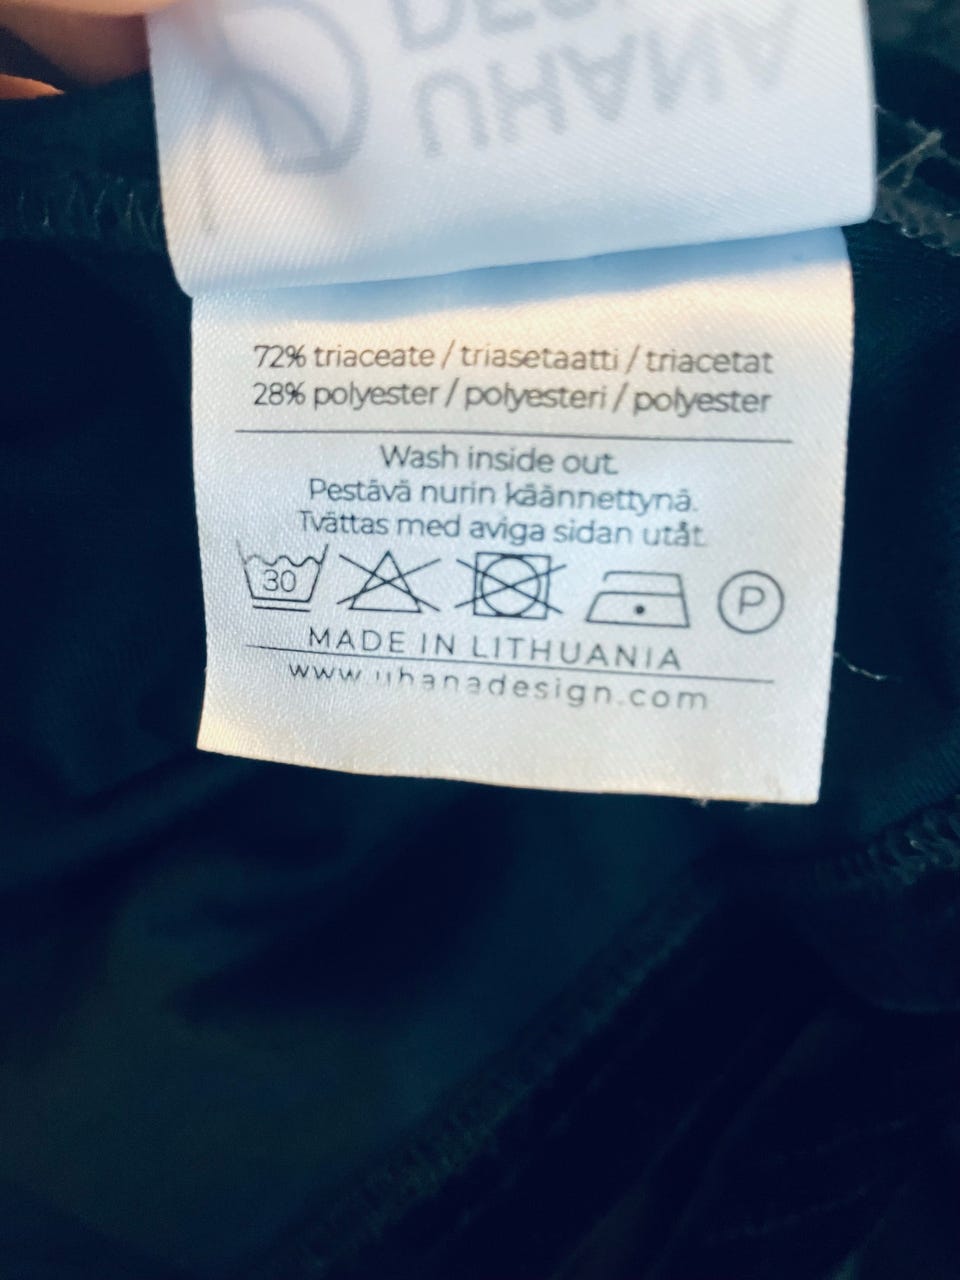 UHANA
72% triaceate / triasetaatti / triacetat
28% polyester / polyesteri / polyester
Wash inside out.
Pestävä nurin käännettynä.
Tvättas med aviga sidan utåt.
30 P
MADE IN LITHUANIA
www.uhanadesign.com